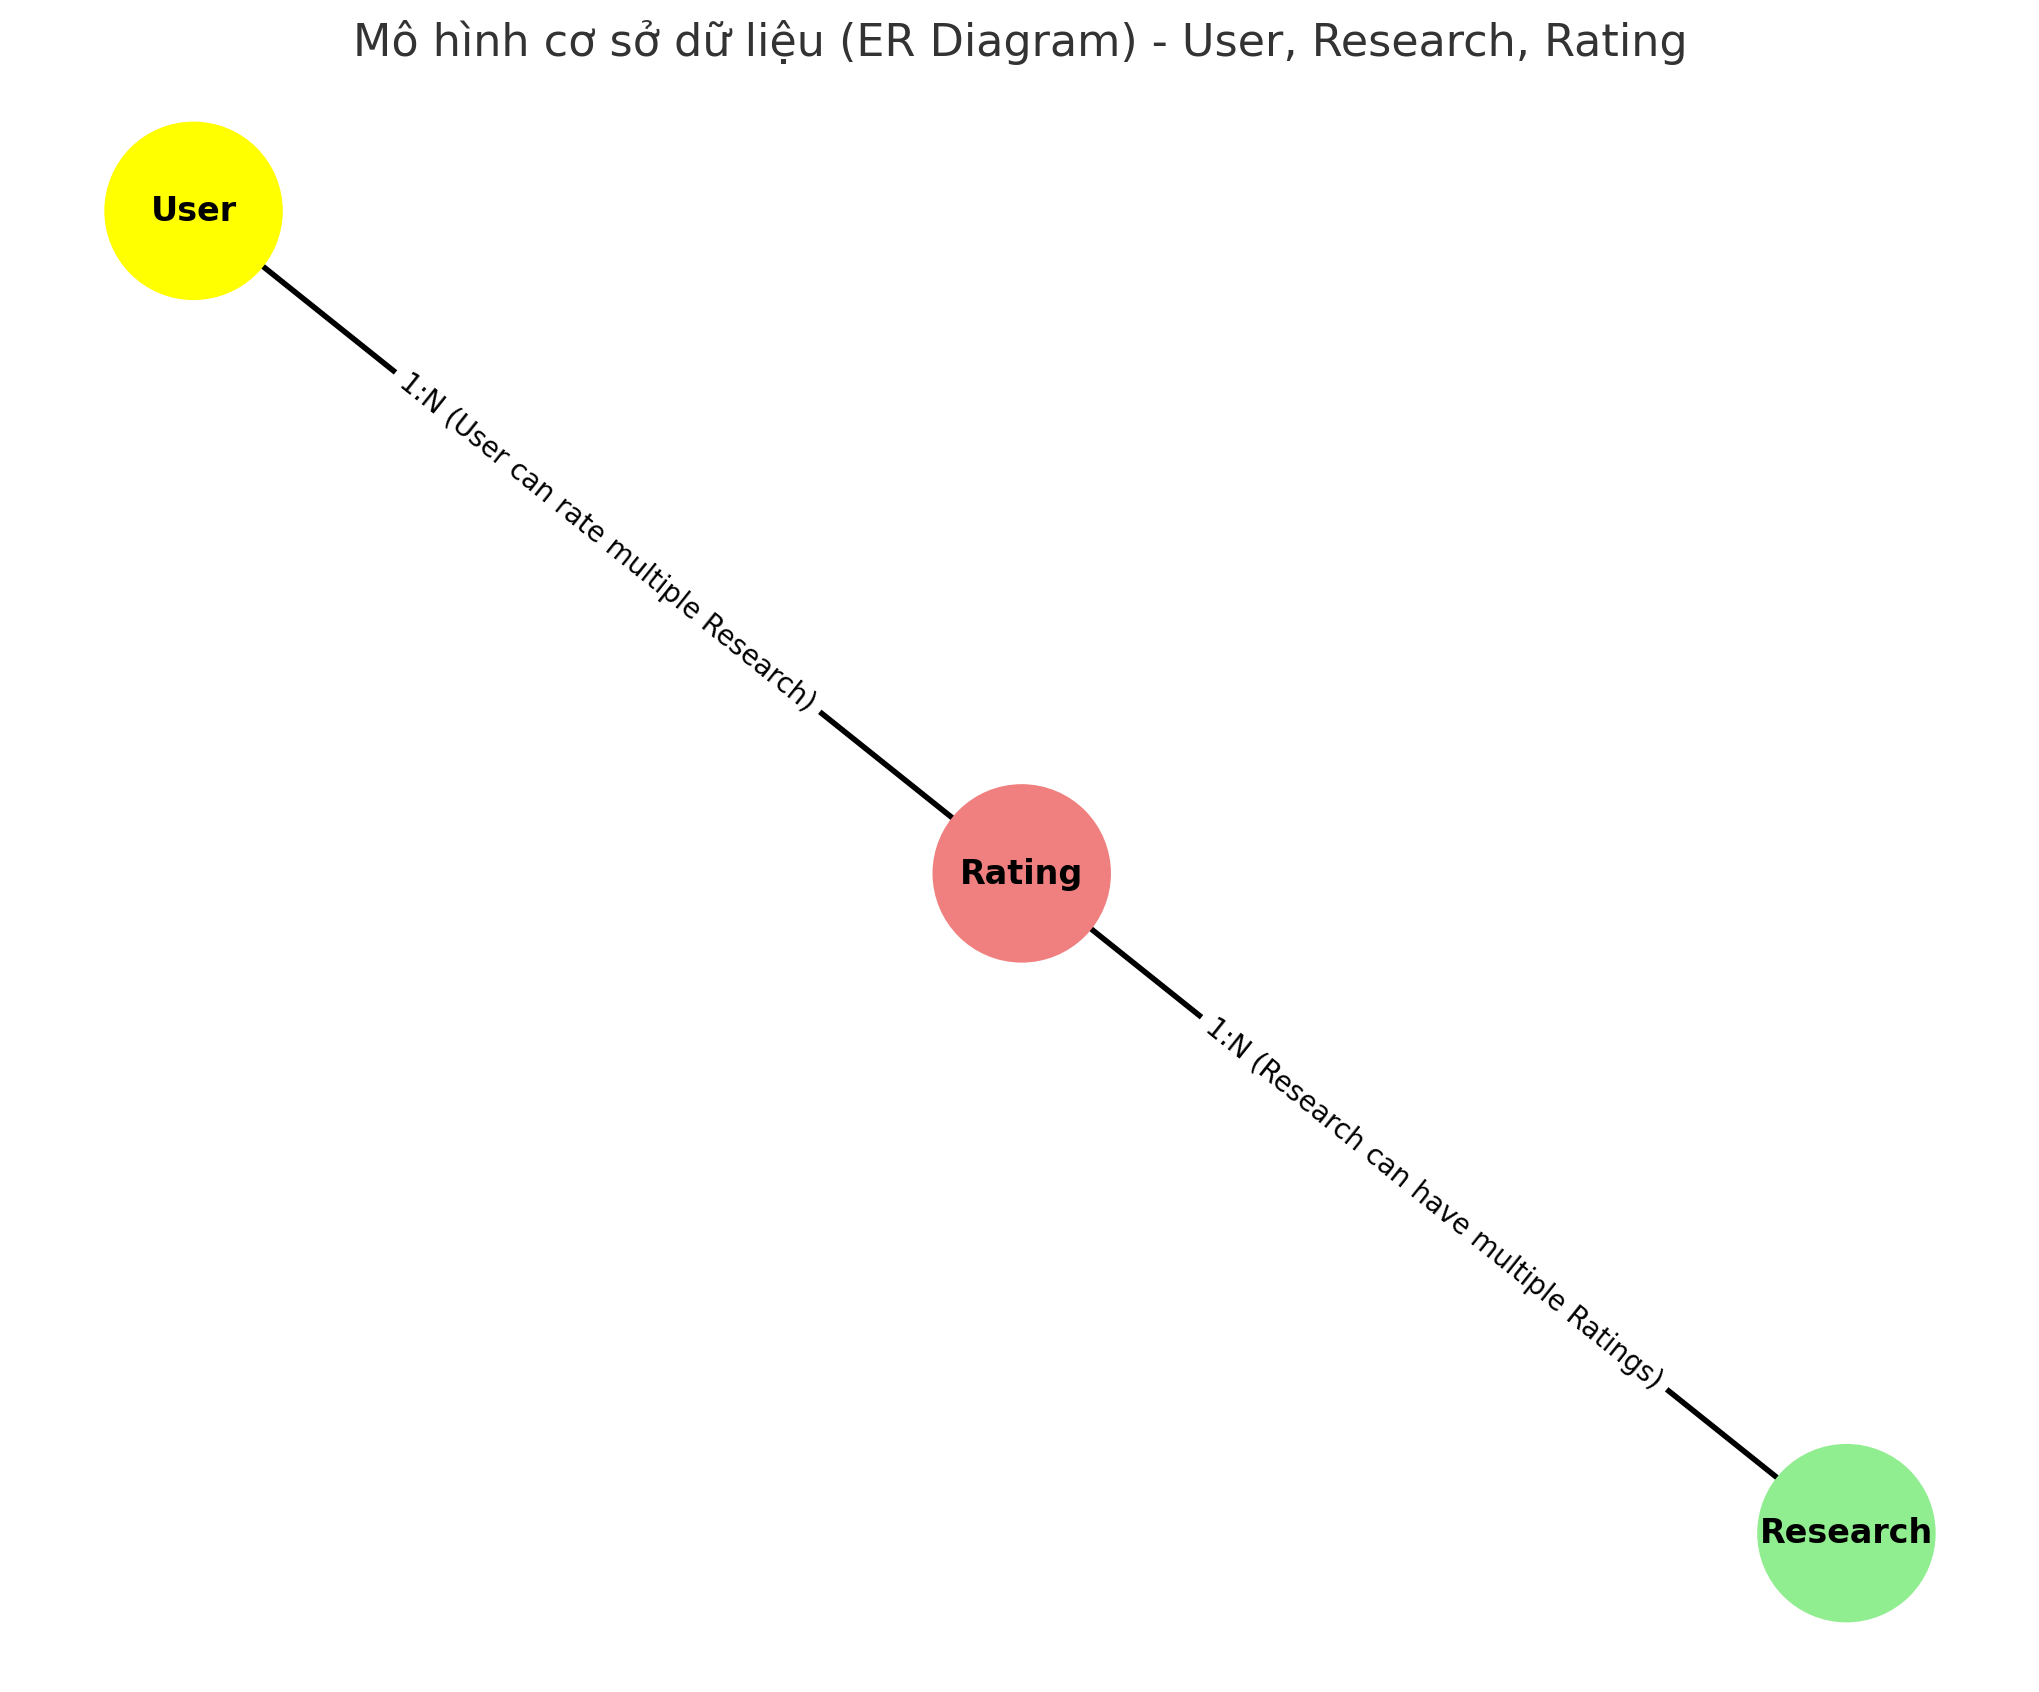 Mô hình cơ sở dữ liệu (ER Diagram) - User, Research, Rating
User
1:N (User can rate multiple Research)
Rating
1:N (Research can have multiple Ratings)
Research